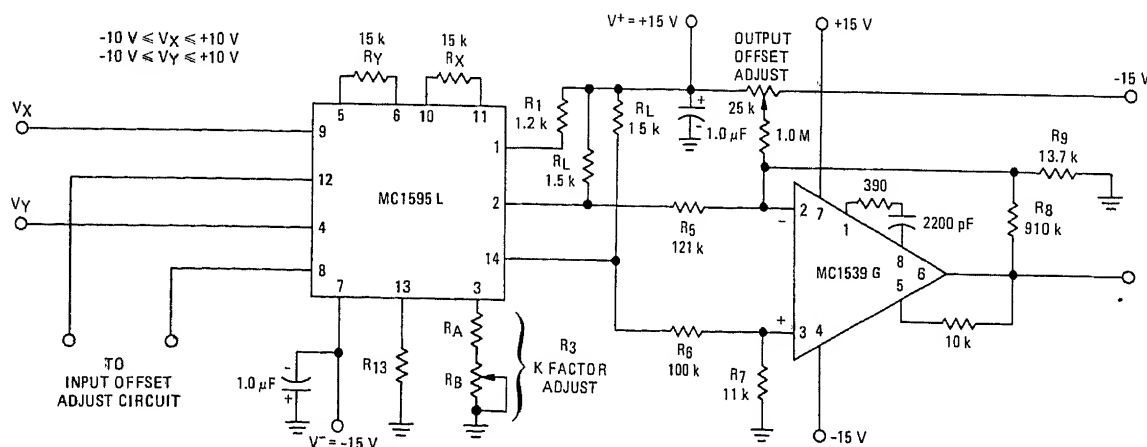 -10 V ≤ VX ≤ +10 V
-10 V ≤ VY ≤ +10 V
15 k
RY
15 k
RX
5
6
10
11
VX
9
12
VY
4
8
MC1595 L
1
2
14
7
13
3
R1
1.2 k
RL
1.5 k
RL
15 k
V+ = +15 V
+
-
1.0 μF
OUTPUT
OFFSET
ADJUST
25 k
1.0 M
+15 V
-15 V
R9
13.7 k
R8
910 k
R5
121 k
R6
100 k
R7
11 k
2
-
7
1
390
2200 pF
8
MC1539 G
6
5
+
3
4
10 k
-15 V
TO
INPUT OFFSET
ADJUST CIRCUIT
-
1.0 μF
+
V- = -15 V
R13
RA
RB
R3
K FACTOR
ADJUST